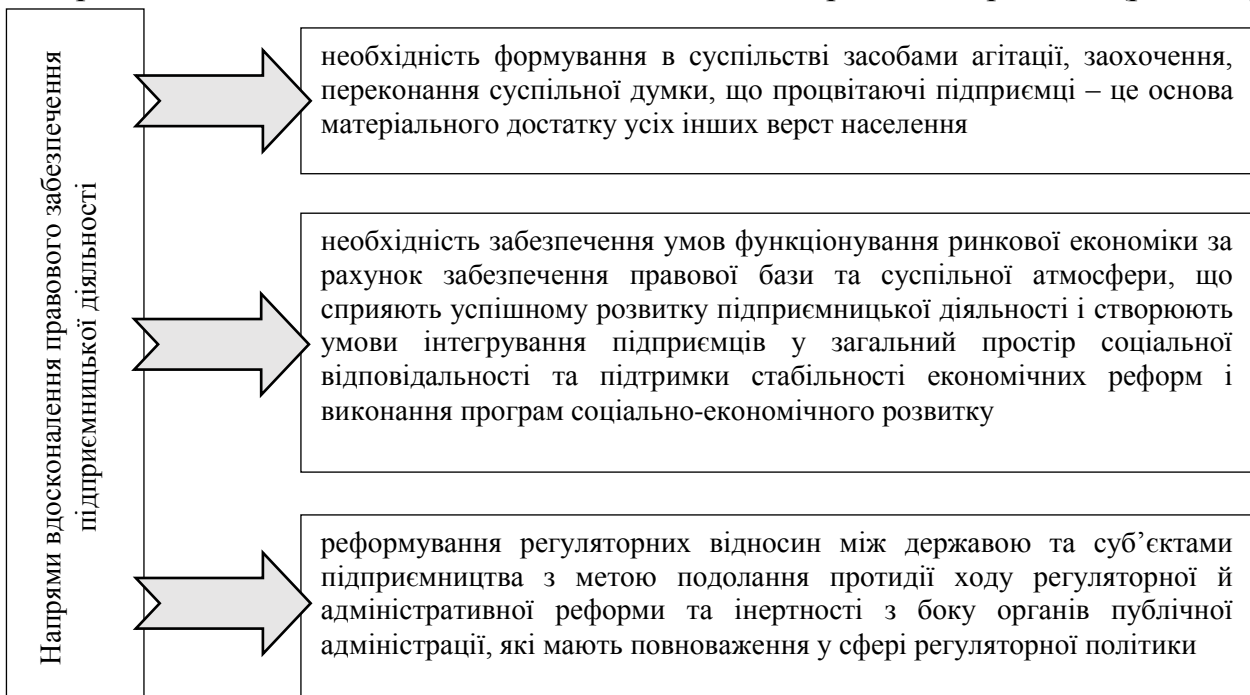 Напрями вдосконалення правового забезпечення
підприємницької діяльності
необхідність формування в суспільстві засобами агітації, заохочення,
переконання суспільної думки, що процвітаючі підприємці – це основа
матеріального достатку усіх інших верст населення
необхідність забезпечення умов функціонування ринкової економіки за
рахунок забезпечення правової бази та суспільної атмосфери, що
сприяють успішному розвитку підприємницької діяльності і створюють
умови інтегрування підприємців у загальний простір соціальної
відповідальності та підтримки стабільності економічних реформ і
виконання програм соціально-економічного розвитку
реформування регуляторних відносин між державою та суб’єктами
підприємництва з метою подолання протидії ходу регуляторної й
адміністративної реформи та інертності з боку органів публічної
адміністрації, які мають повноваження у сфері регуляторної політики